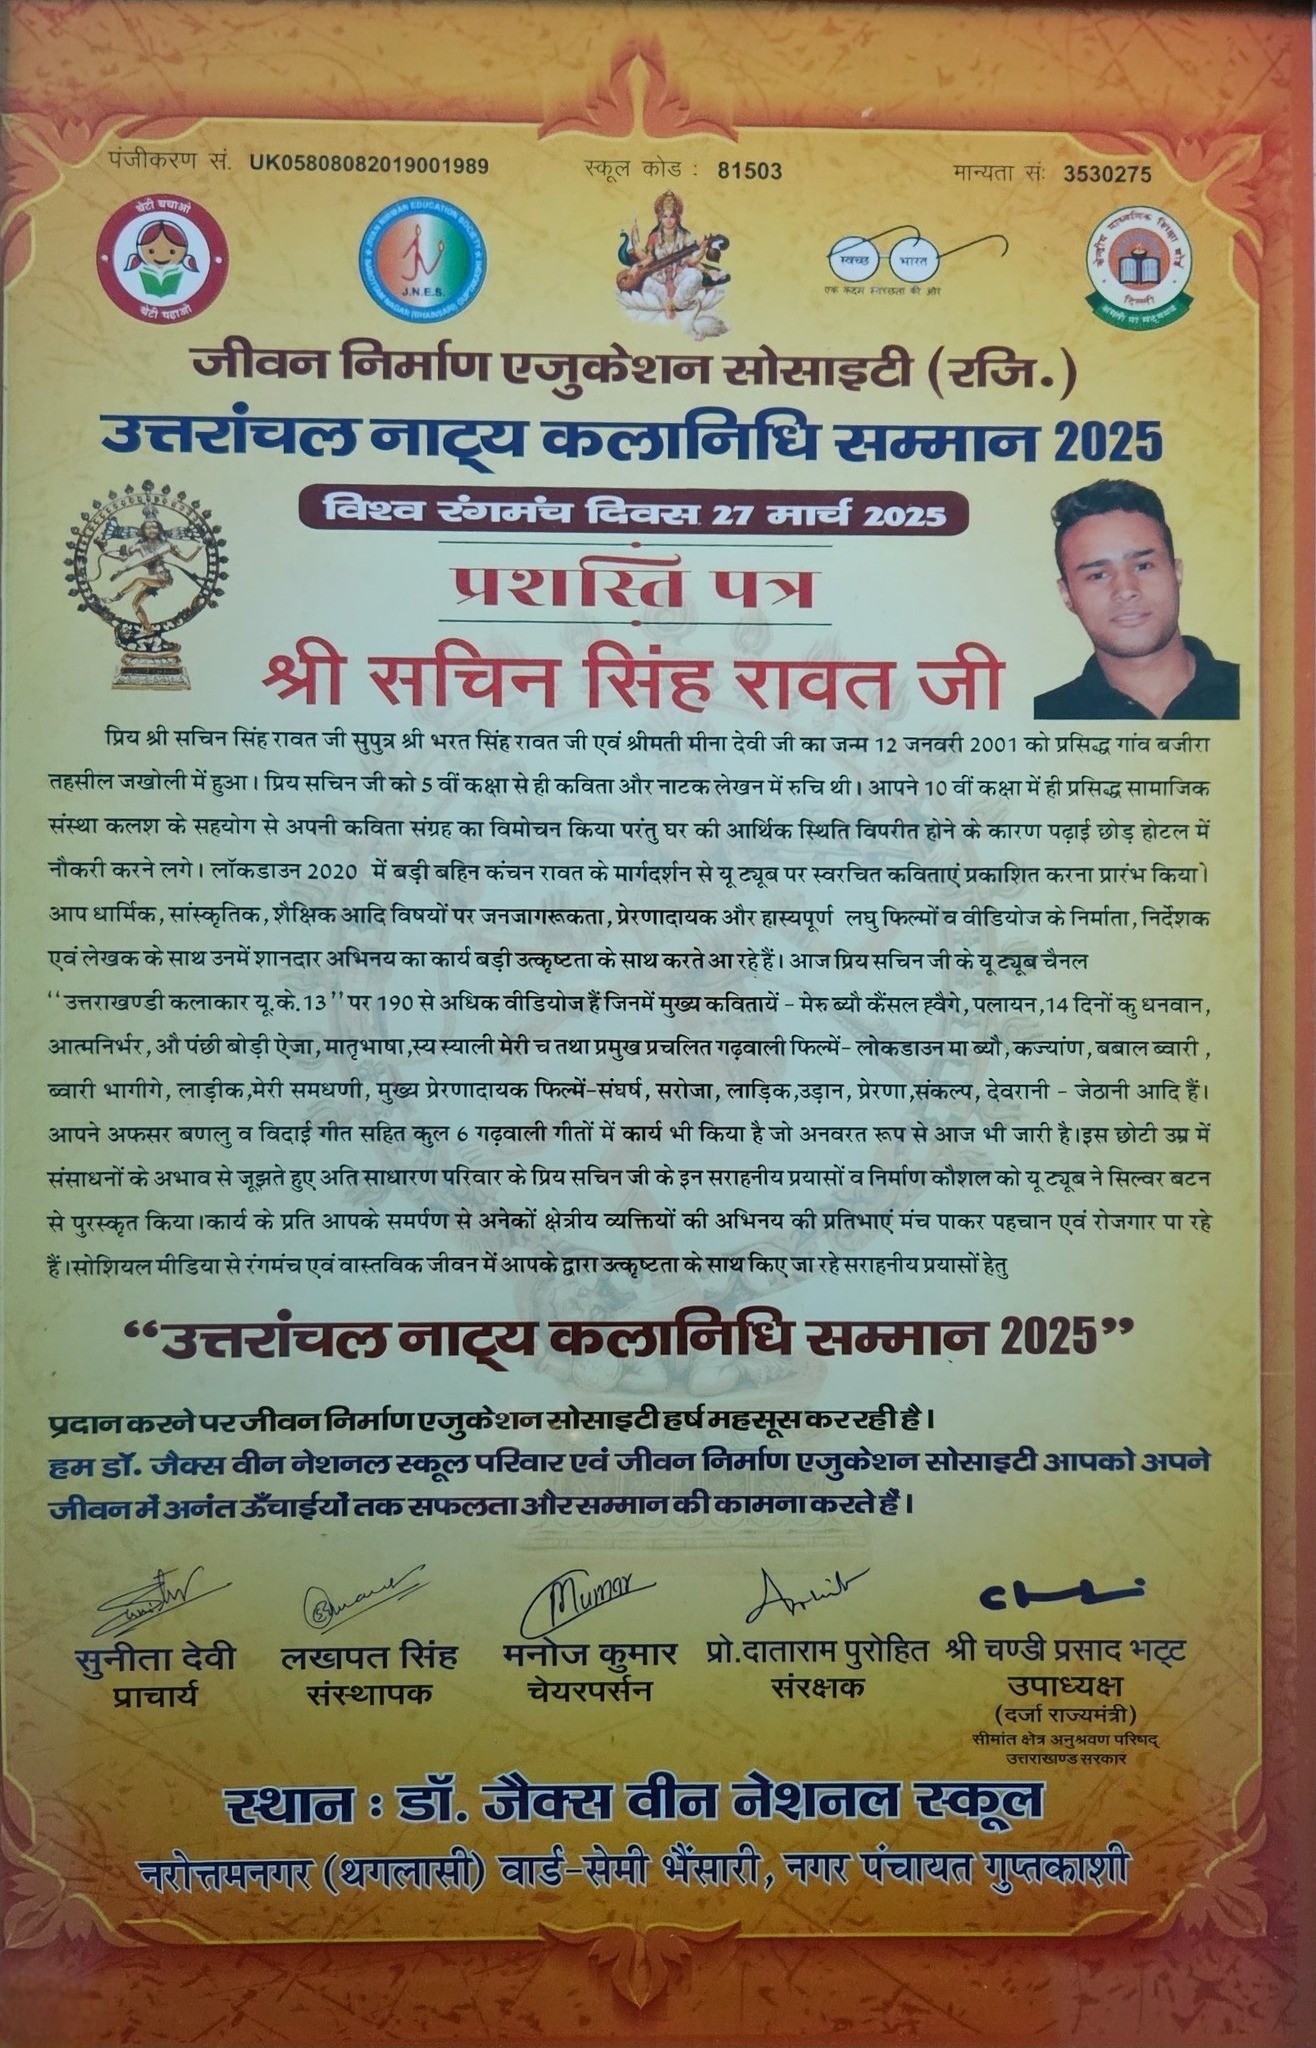 पंजीकरण सं. UK05808082019001989 स्कूल कोड : 81503 मान्यता सं: 3530275
बेटी बचाओ
बेटी पढ़ाओ
J.N.E.S.
स्वच्छ भारत
एक कदम स्वच्छता की ओर
केन्द्रीय माध्यमिक शिक्षा बोर्ड
दिल्ली
जीवन निर्माण एजुकेशन सोसाइटी (रजि.)
उत्तरांचल नाट्य कलानिधि सम्मान 2025
विश्व रंगमंच दिवस 27 मार्च 2025
प्रशस्ति पत्र
श्री सचिन सिंह रावत जी
प्रिय श्री सचिन सिंह रावत जी सुपुत्र श्री भरत सिंह रावत जी एवं श्रीमती मीना देवी जी का जन्म 12 जनवरी 2001 को प्रसिद्ध गांव बजीरा
तहसील जखोली में हुआ। प्रिय सचिन जी को 5 वीं कक्षा से ही कविता और नाटक लेखन में रुचि थी। आपने 10 वीं कक्षा में ही प्रसिद्ध सामाजिक
संस्था कलश के सहयोग से अपनी कविता संग्रह का विमोचन किया परंतु घर की आर्थिक स्थिति विपरीत होने के कारण पढ़ाई छोड़ होटल में
नौकरी करने लगे। लॉकडाउन 2020 में बड़ी बहिन कंचन रावत के मार्गदर्शन से यू ट्यूब पर स्वरचित कविताएं प्रकाशित करना प्रारंभ किया।
आप धार्मिक, सांस्कृतिक, शैक्षिक आदि विषयों पर जनजागरूकता, प्रेरणादायक और हास्यपूर्ण लघु फिल्मों व वीडियोज के निर्माता, निर्देशक
एवं लेखक के साथ उनमें शानदार अभिनय का कार्य बड़ी उत्कृष्टता के साथ करते आ रहे हैं। आज प्रिय सचिन जी के यू ट्यूब चैनल
"उत्तराखण्डी कलाकार यू.के.13" पर 190 से अधिक वीडियोज हैं जिनमें मुख्य कवितायें - मेरु ब्यौ कैंसल ह्वैगे, पलायन,14 दिनों कु धनवान,
आत्मनिर्भर, औ पंछी बोड़ी ऐजा, मातृभाषा,स्य स्याली मेरी च तथा प्रमुख प्रचलित गढ़वाली फिल्में- लोकडाउन मा ब्यौ, कज्यांण, बबाल ब्वारी ,
ब्वारी भागीगे, लाड़ीक,मेरी समधणी, मुख्य प्रेरणादायक फिल्में-संघर्ष, सरोजा, लाड़िक,उड़ान, प्रेरणा,संकल्प, देवरानी - जेठानी आदि हैं।
आपने अफसर बणलु व विदाई गीत सहित कुल 6 गढ़वाली गीतों में कार्य भी किया है जो अनवरत रूप से आज भी जारी है।इस छोटी उम्र में
संसाधनों के अभाव से जूझते हुए अति साधारण परिवार के प्रिय सचिन जी के इन सराहनीय प्रयासों व निर्माण कौशल को यू ट्यूब ने सिल्वर बटन
से पुरस्कृत किया।कार्य के प्रति आपके समर्पण से अनेकों क्षेत्रीय व्यक्तियों की अभिनय की प्रतिभाएं मंच पाकर पहचान एवं रोजगार पा रहे
हैं।सोशियल मीडिया से रंगमंच एवं वास्तविक जीवन में आपके द्वारा उत्कृष्टता के साथ किए जा रहे सराहनीय प्रयासों हेतु
"उत्तरांचल नाट्य कलानिधि सम्मान 2025"
प्रदान करने पर जीवन निर्माण एजुकेशन सोसाइटी हर्ष महसूस कर रही है।
हम डॉ. जैक्स वीन नेशनल स्कूल परिवार एवं जीवन निर्माण एजुकेशन सोसाइटी आपको अपने
जीवन में अनंत ऊँचाईयों तक सफलता और सम्मान की कामना करते हैं।
सुनीता देवी लखपत सिंह मनोज कुमार प्रो.दाताराम पुरोहित श्री चण्डी प्रसाद भट्ट
प्राचार्य संस्थापक चेयरपर्सन संरक्षक उपाध्यक्ष
(दर्जा राज्यमंत्री)
सीमांत क्षेत्र अनुश्रवण परिषद्
उत्तराखण्ड सरकार
स्थान : डॉ. जैक्स वीन नेशनल स्कूल
नरोत्तमनगर (थगलासी) वार्ड-सेमी भैंसारी, नगर पंचायत गुप्तकाशी